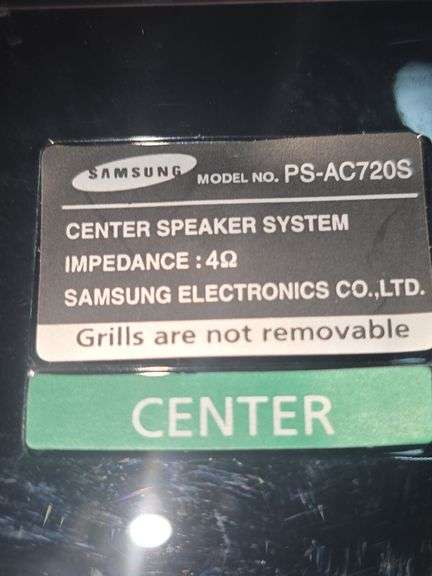 SAMSUNG MODEL NO. PS-AC720S
CENTER SPEAKER SYSTEM
IMPEDANCE : 4Ω
SAMSUNG ELECTRONICS CO.,LTD.
Grills are not removable
CENTER